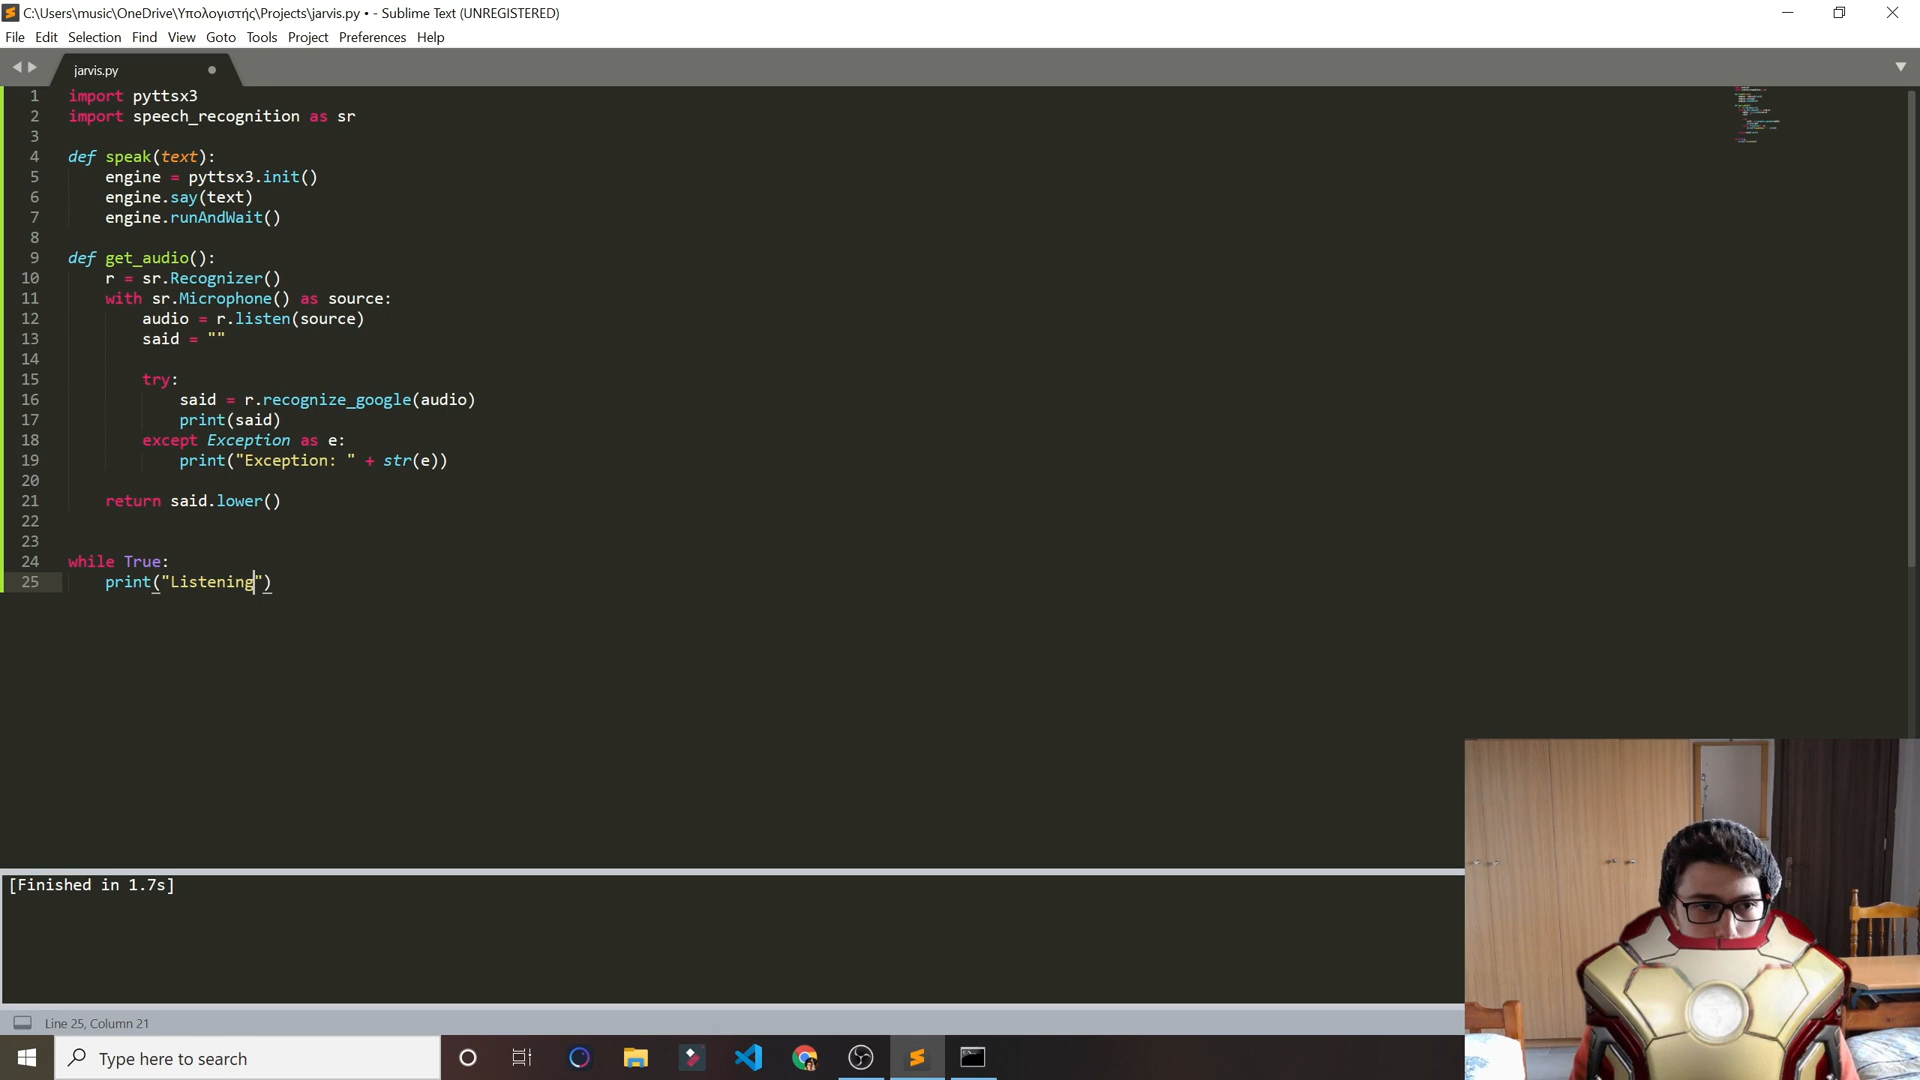 C:\Users\music\OneDrive\Υπολογιστής\Projects\jarvis.py • - Sublime Text (UNREGISTERED)
File Edit Selection Find View Goto Tools Project Preferences Help
jarvis.py
1 import pyttsx3
2 import speech_recognition as sr
3
4 def speak(text):
5 engine = pyttsx3.init()
6 engine.say(text)
7 engine.runAndWait()
8
9 def get_audio():
10 r = sr.Recognizer()
11 with sr.Microphone() as source:
12 audio = r.listen(source)
13 said = ""
14
15 try:
16 said = r.recognize_google(audio)
17 print(said)
18 except Exception as e:
19 print("Exception: " + str(e))
20
21 return said.lower()
22
23
24 while True:
25 print("Listening")
[Finished in 1.7s]
Line 25, Column 21
Type here to search